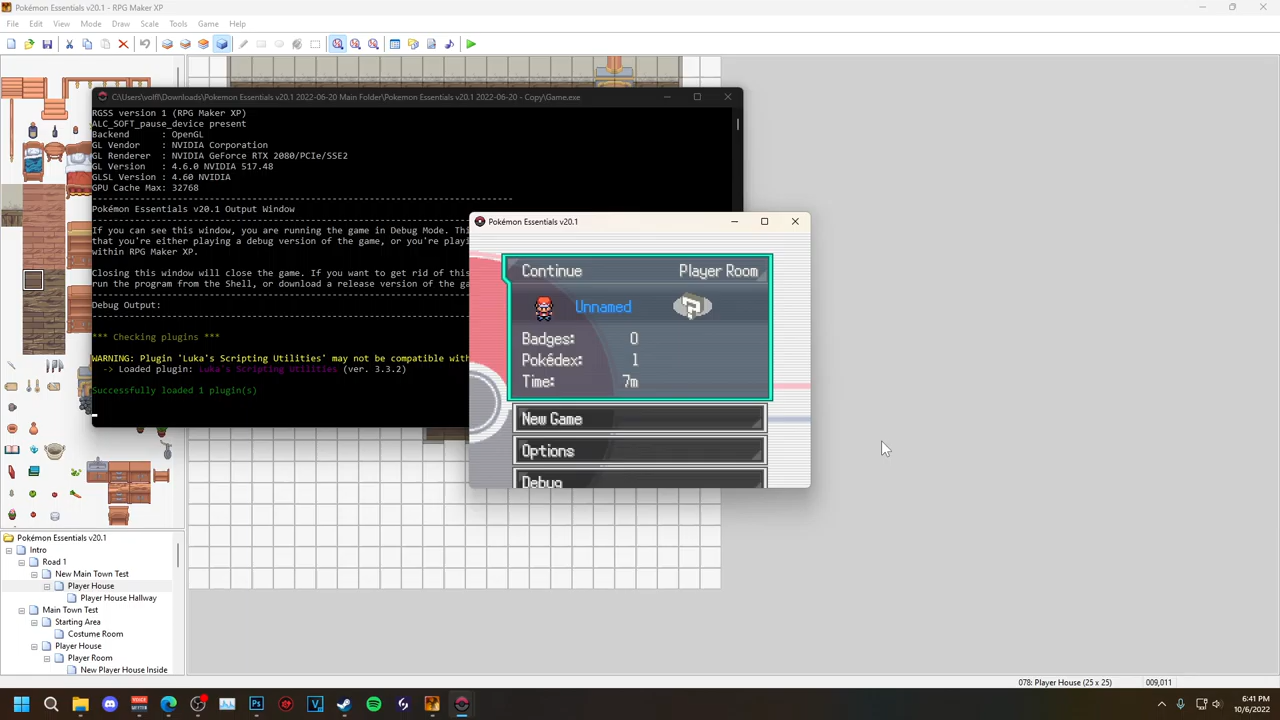 Pokémon Essentials v20.1 - RPG Maker XP
File Edit View Mode Draw Scale Tools Game Help
C:\Users\volff\Downloads\Pokemon Essentials v20.1 2022-06-20 Main Folder\Pokemon Essentials v20.1 2022-06-20 - Copy\Game.exe
RGSS version 1 (RPG Maker XP)
ALC_SOFT_pause_device present
Backend : OpenGL
GL Vendor : NVIDIA Corporation
GL Renderer : NVIDIA GeForce RTX 2080/PCIe/SSE2
GL Version : 4.6.0 NVIDIA 517.48
GLSL Version : 4.60 NVIDIA
GPU Cache Max: 32768
Pokémon Essentials v20.1 Output Window
If you can see this window, you are running the game in Debug Mode. Thi
that you're either playing a debug version of the game, or you're playi
within RPG Maker XP.
Closing this window will close the game. If you want to get rid of this
run the program from the Shell, or download a release version of the ga
Debug Output:
*** Checking plugins ***
WARNING: Plugin 'Luka's Scripting Utilities' may not be compatible with
-> Loaded plugin: Luka's Scripting Utilities (ver. 3.3.2)
Successfully loaded 1 plugin(s)
Pokémon Essentials v20.1
Continue Player Room
Unnamed
Badges: 0
Pokédex: 1
Time: 7m
New Game
Options
Debug
Pokémon Essentials v20.1
Intro
Road 1
New Main Town Test
Player House
Player House Hallway
Main Town Test
Starting Area
Costume Room
Player House
Player Room
New Player House Inside
078: Player House (25 x 25) 009,011
6:41 PM
10/6/2022